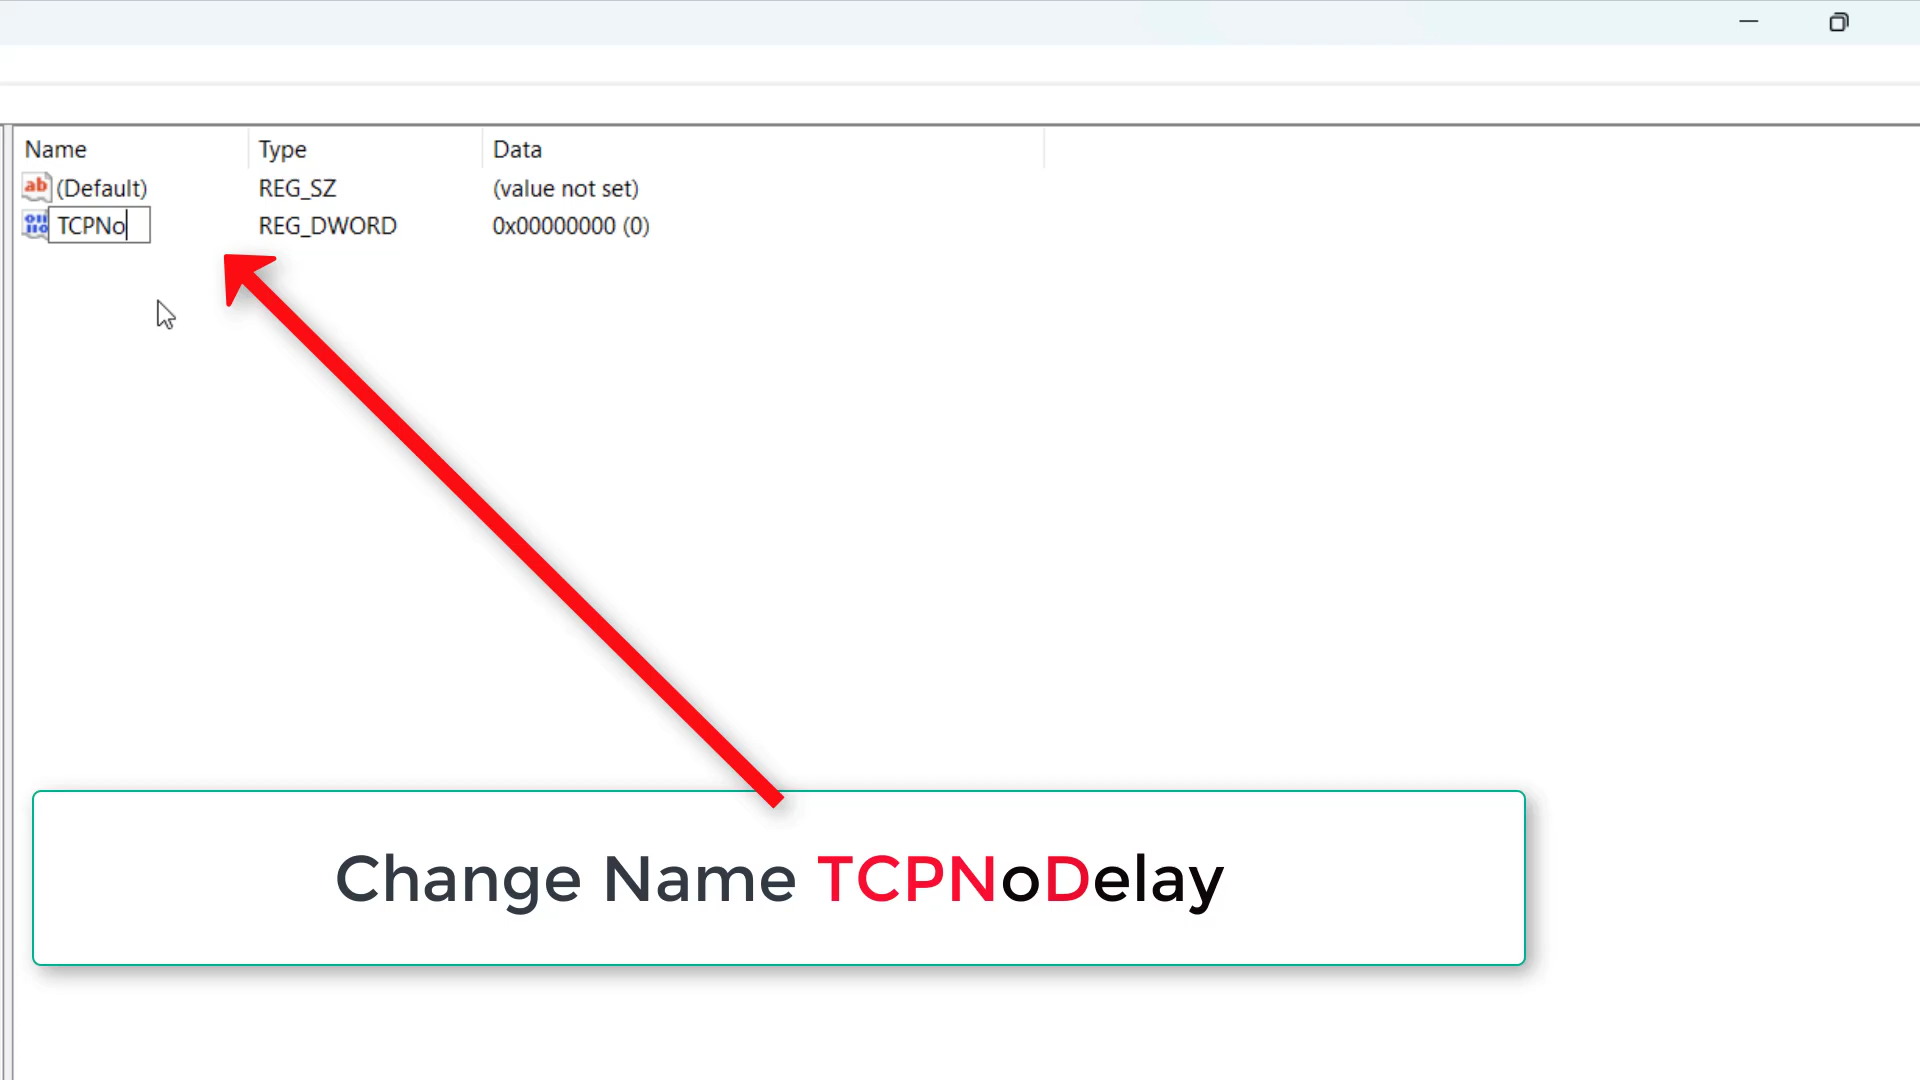 Name Type Data
(Default) REG_SZ (value not set)
TCPNo REG_DWORD 0x00000000 (0)
Change Name TCPNoDelay